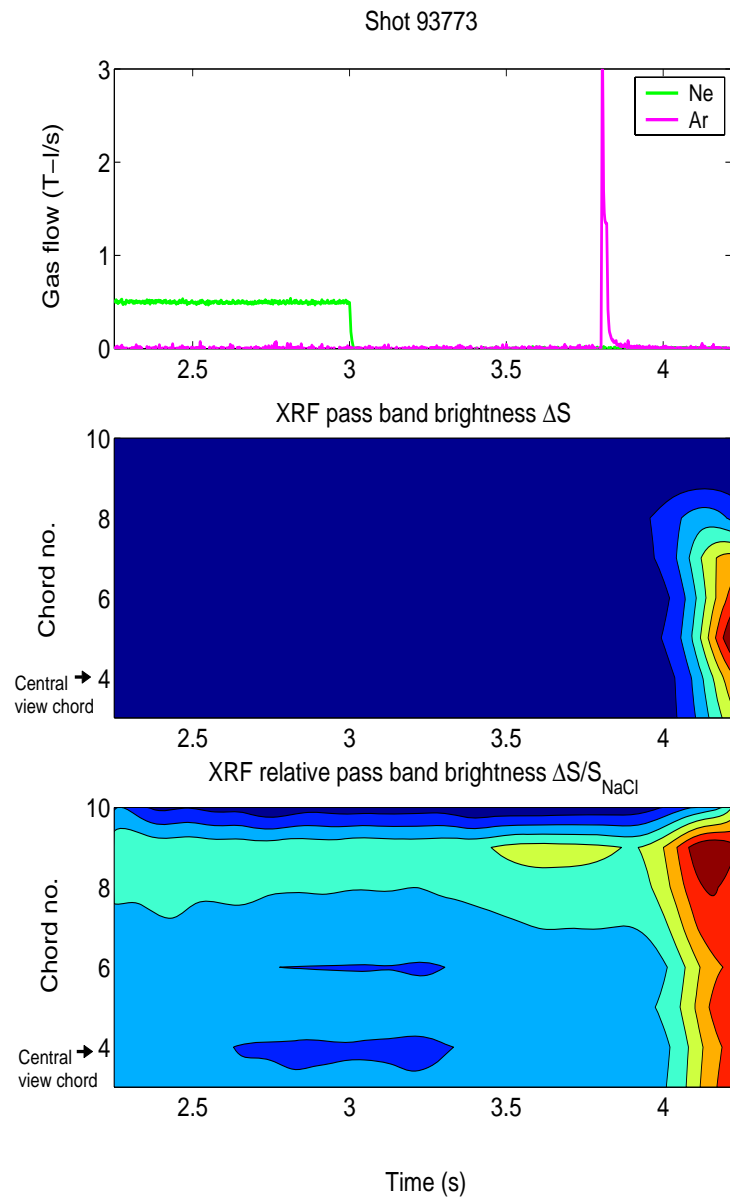 Shot 93773
3
2
1
0
Gas flow (T−l/s)
Ne
Ar
2.5 3 3.5 4
XRF pass band brightness ΔS
10
8
6
4
Chord no.
Central
view chord
2.5 3 3.5 4
XRF relative pass band brightness ΔS/S_NaCl
10
8
6
4
Chord no.
Central
view chord
2.5 3 3.5 4
Time (s)